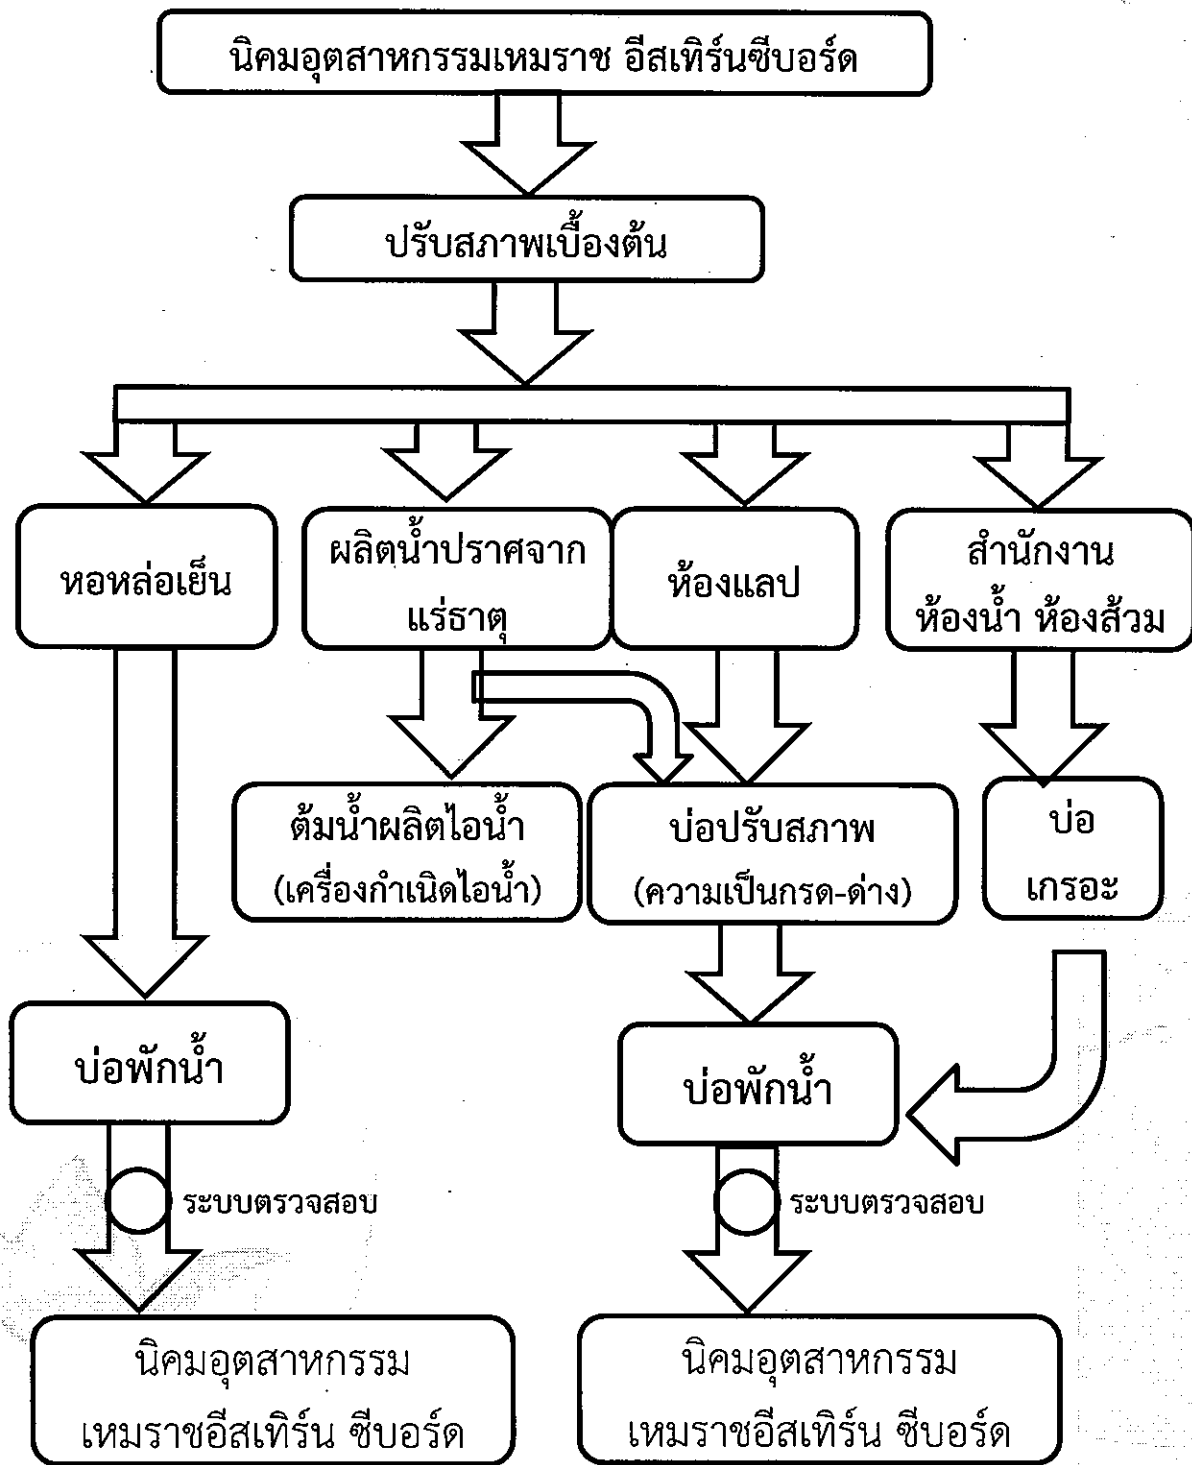 นิคมอุตสาหกรรมเหมราช อีสเทิร์นซีบอร์ด
ปรับสภาพเบื้องต้น
หอหล่อเย็น
ผลิตน้ำปราศจาก
แร่ธาตุ
ห้องแลป
สำนักงาน
ห้องน้ำ ห้องส้วม
ต้มน้ำผลิตไอน้ำ
(เครื่องกำเนิดไอน้ำ)
บ่อปรับสภาพ
(ความเป็นกรด-ด่าง)
บ่อ
เกรอะ
บ่อพักน้ำ
บ่อพักน้ำ
ระบบตรวจสอบ
ระบบตรวจสอบ
นิคมอุตสาหกรรม
เหมราชอีสเทิร์น ซีบอร์ด
นิคมอุตสาหกรรม
เหมราชอีสเทิร์น ซีบอร์ด